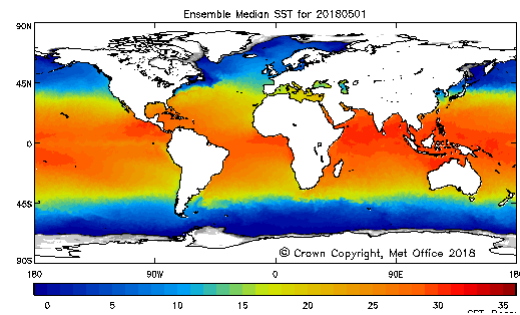 Ensemble Median SST for 20180501
90N
45N
0
45S
90S
© Crown Copyright, Met Office 2018
180 90W 0 90E 180
0 5 10 15 20 25 30 35